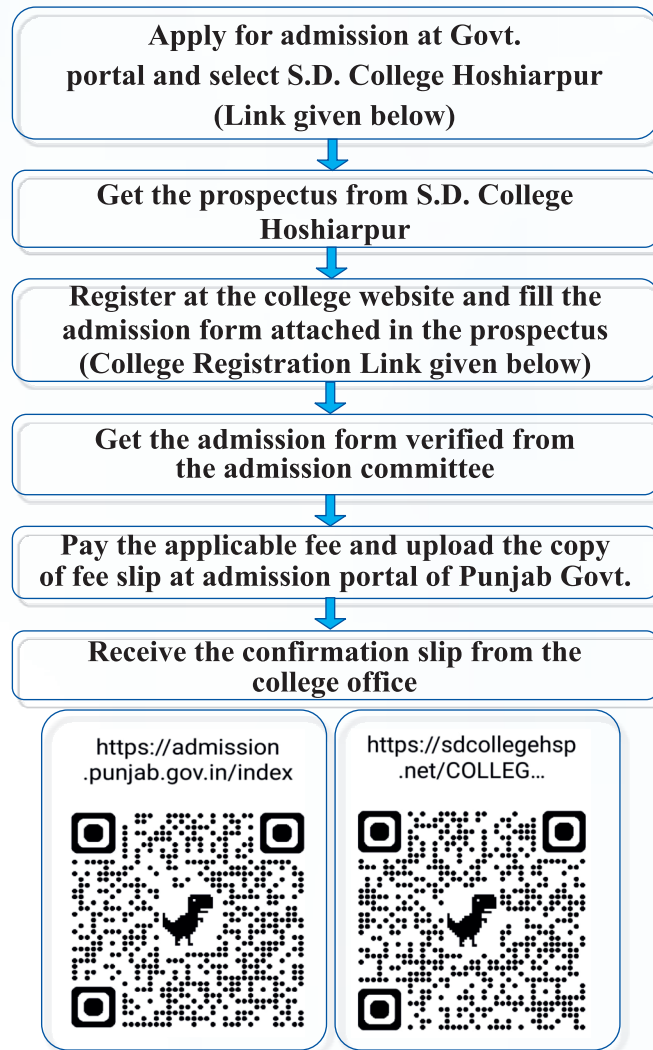 Apply for admission at Govt.
portal and select S.D. College Hoshiarpur
(Link given below)
Get the prospectus from S.D. College
Hoshiarpur
Register at the college website and fill the
admission form attached in the prospectus
(College Registration Link given below)
Get the admission form verified from
the admission committee
Pay the applicable fee and upload the copy
of fee slip at admission portal of Punjab Govt.
Receive the confirmation slip from the
college office
https://admission
.punjab.gov.in/index
https://sdcollegehsp
.net/COLLEG...